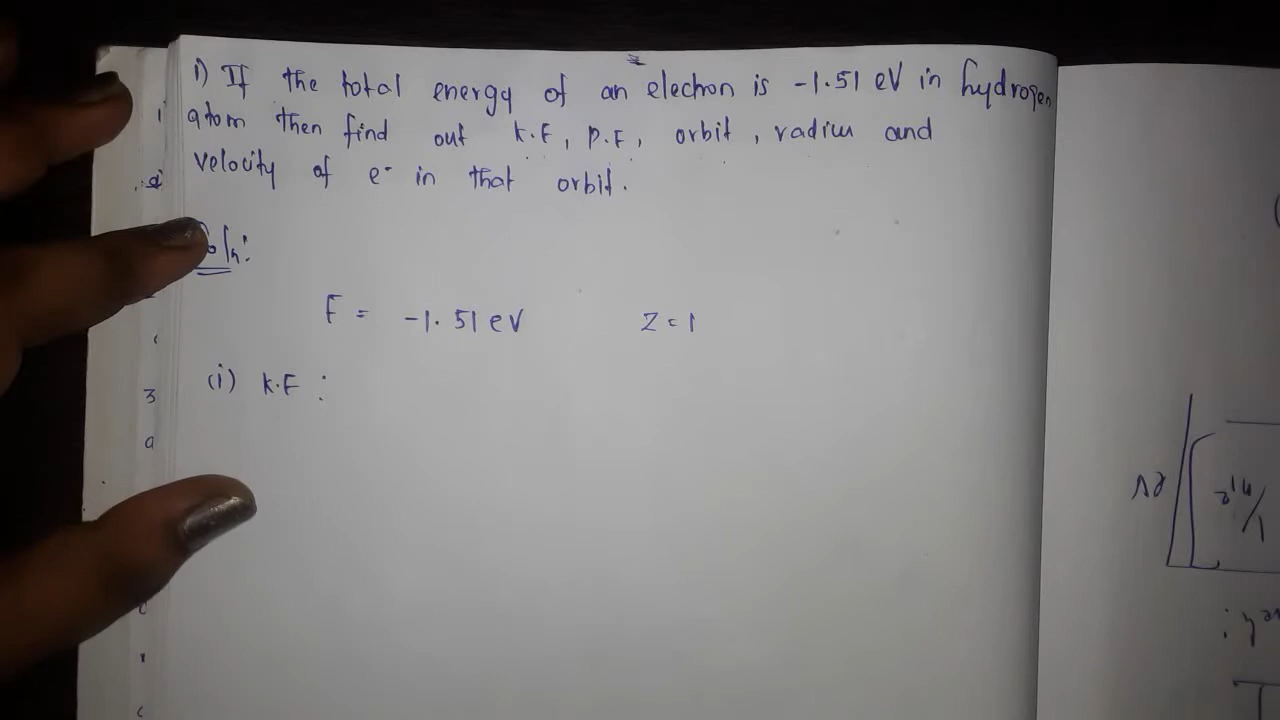 1) If the total energy of an electron is -1.51 eV in hydrogen
atom then find out K.E, P.E, orbit, radius and
velocity of e⁻ in that orbit.
Soln:
E = -1.51 eV Z = 1
(i) K.E :
3
a